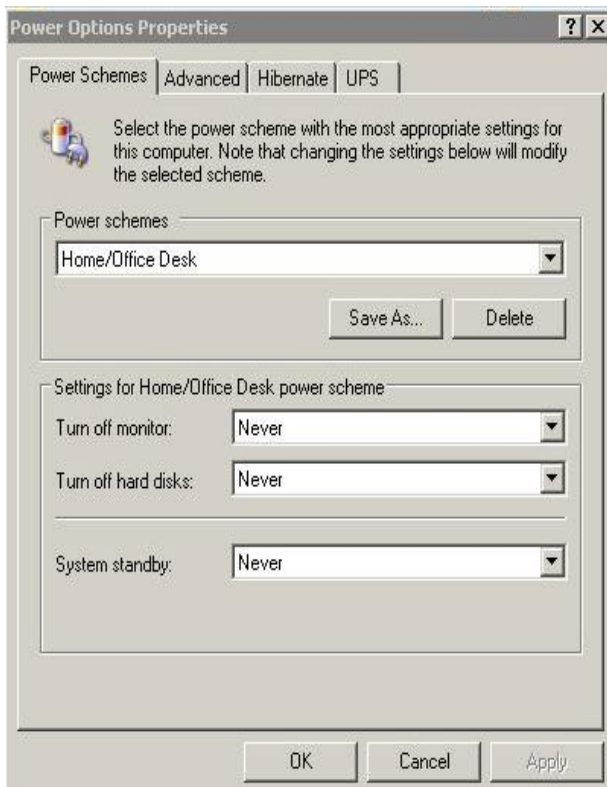 Power Options Properties
Power Schemes Advanced Hibernate UPS
Select the power scheme with the most appropriate settings for
this computer. Note that changing the settings below will modify
the selected scheme.
Power schemes
Home/Office Desk
Save As... Delete
Settings for Home/Office Desk power scheme
Turn off monitor: Never
Turn off hard disks: Never
System standby: Never
OK Cancel Apply